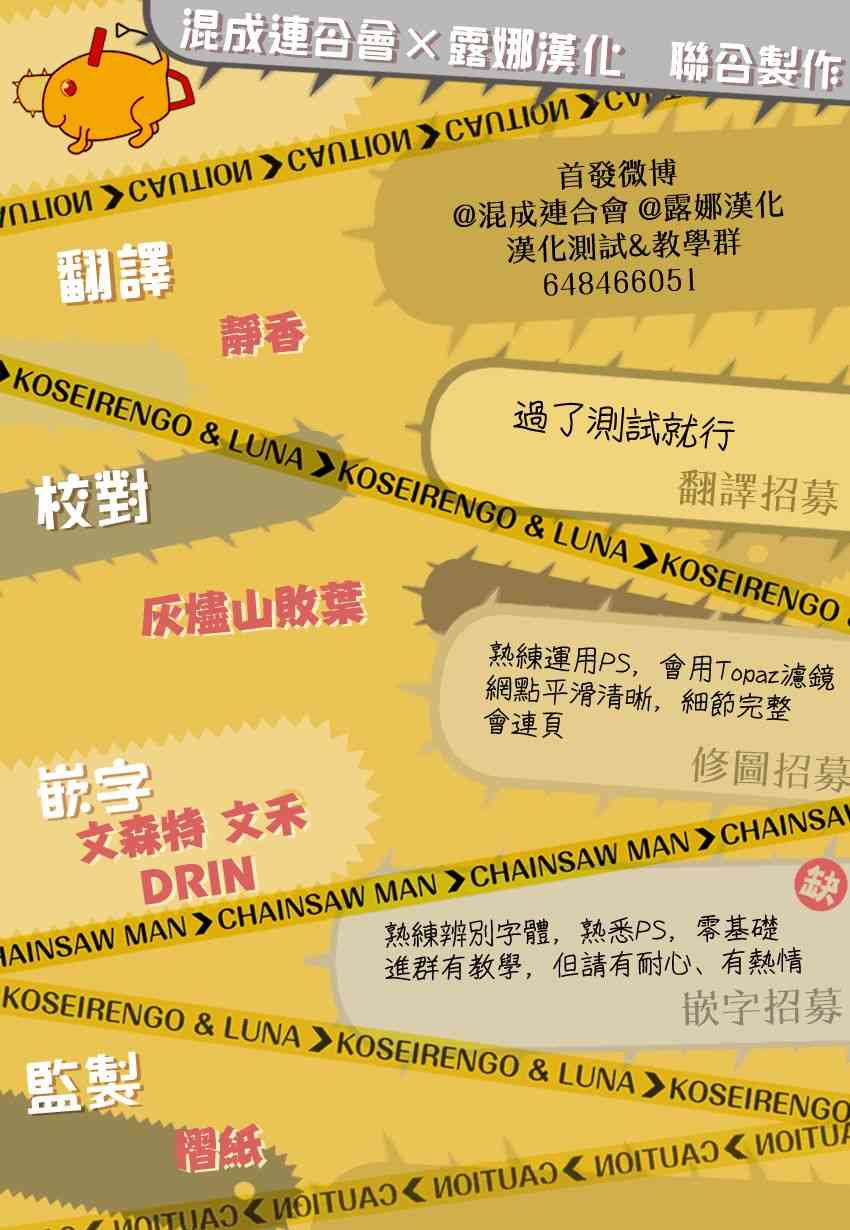 混成連合會×露娜漢化 聯合製作
CAUTION CAUTION CAUTION CAUTION
首發微博
@混成連合會 @露娜漢化
漢化測試&教學群
648466051
翻譯
靜香
KOSEIRENGO & LUNA KOSEIRENGO & LUNA KOSEIRENGO &
過了測試就行
翻譯招募
校對
灰燼山敗葉
熟練運用PS，會用Topaz濾鏡
網點平滑清晰，細節完整
會連頁
修圖招募
嵌字
文森特 文禾
DRIN
CHAINSAW MAN CHAINSAW MAN CHAINSAW MAN CHAINSAW
缺
熟練辨別字體，熟悉PS，零基礎
進群有教學，但請有耐心、有熱情
嵌字招募
KOSEIRENGO & LUNA KOSEIRENGO & LUNA KOSEIRENGO
監製
摺紙
CAUTION CAUTION CAUTION CAUTION CAUTION